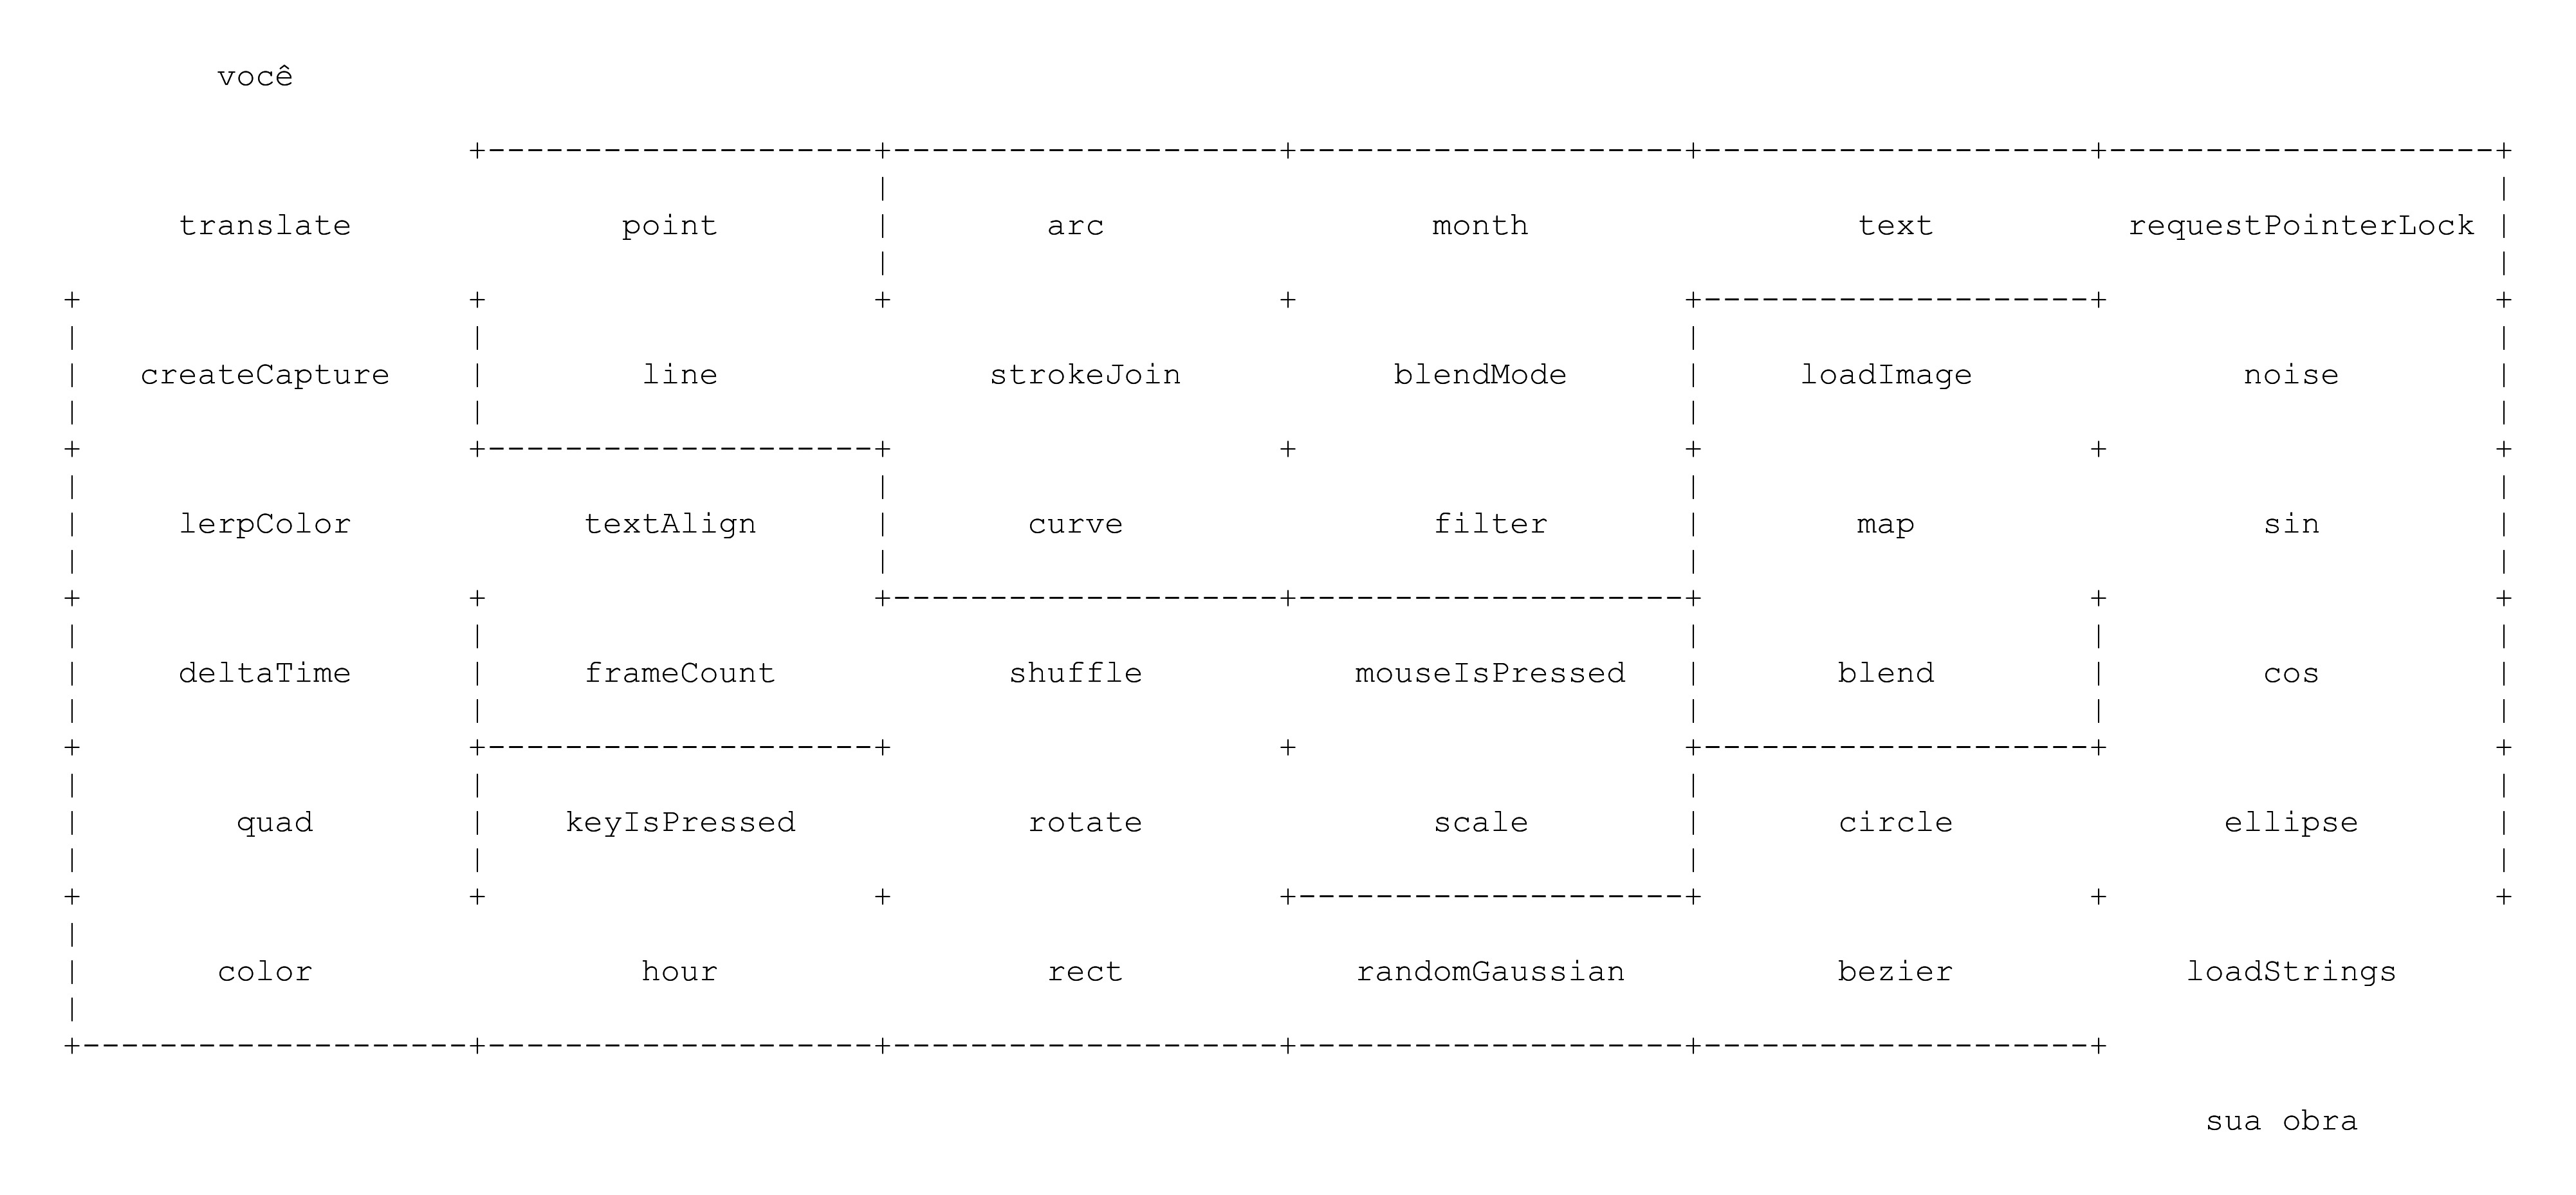 você
translate point arc month text requestPointerLock
createCapture line strokeJoin blendMode loadImage noise
lerpColor textAlign curve filter map sin
deltaTime frameCount shuffle mouseIsPressed blend cos
quad keyIsPressed rotate scale circle ellipse
color hour rect randomGaussian bezier loadStrings
sua obra